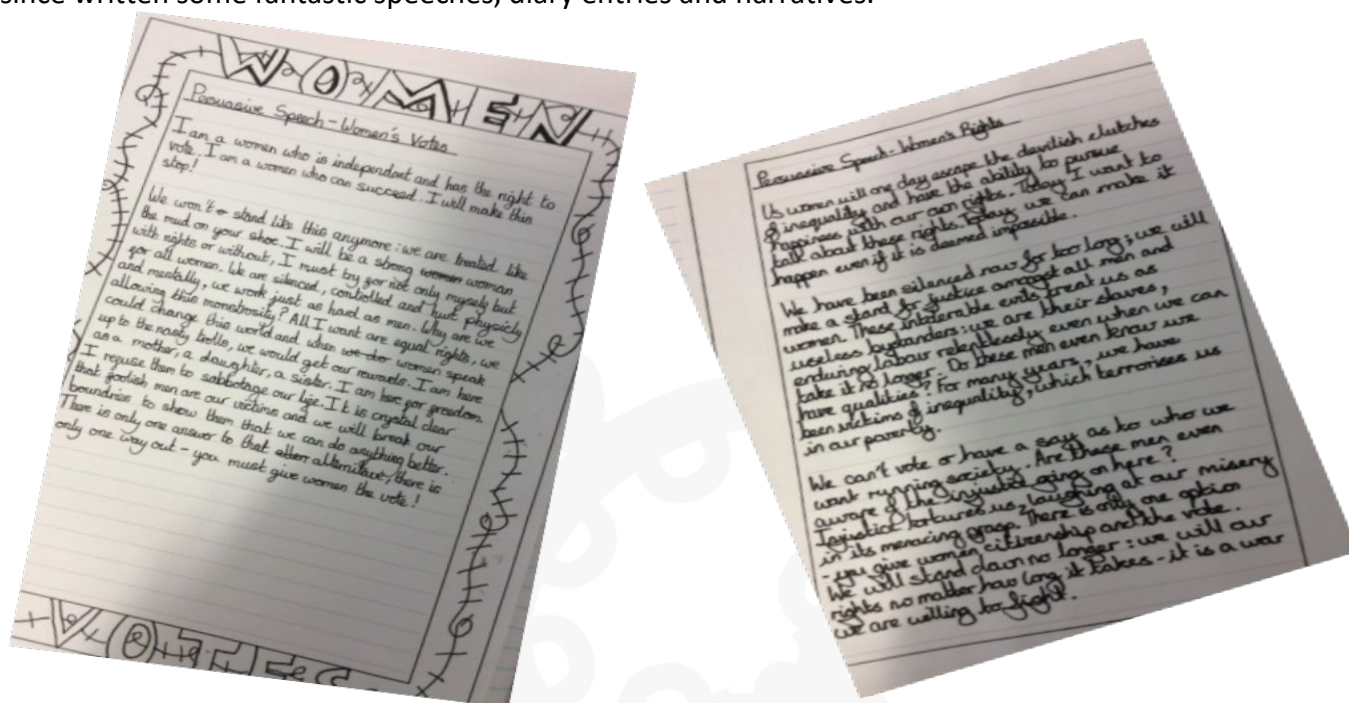 since written some fantastic speeches, diary entries and narratives.
WOMEN
Persuasive Speech - Women's Votes
I am a women who is independant and has the right to
vote. I am a women who can succeed. I will make this
stop!
We won't stand like this anymore: we are treated like
the mud on your shoe. I will be a strong women woman
with rights or without, I must try for not only myself but
for all women. We are silenced, controlled and hurt physicly
and mentally, we work just as hard as men. Why are we
allowing this monstrosity? All I want are equal rights, we
could change this world and when we do women speak
up to the nasty trolls, we would get our rewards. I am here
as a mother, a daughter, a sister. I am here for freedom.
I refuse them to sabbotage our life. It is crystal clear
that foolish men are our victims and we will break our
boundries to show them that we can do anything better.
There is only one answer to that alternitive, there is
only one way out - you must give women the vote!
VOTES
Persuasive Speech - Women's Rights
Us women will one day escape the devilish clutches
of inequality and have the ability to pursue
happiness with our own rights. Today I want to
talk about these rights. Today we can make it
happen even if it is deemed impossible.
We have been silenced now for too long; we will
make a stand for justice amongst all men and
women. These intolerable evils treat us as
useless bystanders: we are their slaves,
enduring labour relentlessly even when we can
take it no longer. Do these men even know we
have qualities? For many years, we have
been victims of inequality, which terrorises us
in our poverty.
We can't vote or have a say as to who we
want running society. Are these men even
aware of the injustice going on here?
Injustice tortures us, laughing at our misery
in its menacing grasp. There is only one option
- you give women citizenship and the vote.
We will stand down no longer: we will our
rights no matter how long it takes - it is a war
we are willing to fight.